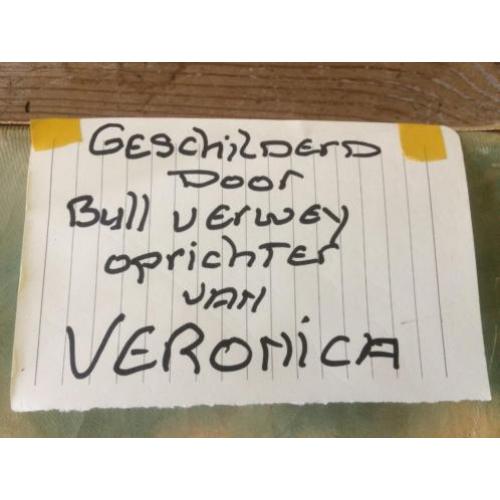 GESCHILDERD
DOOR
Bull verwey
oprichter
van
VERONICA